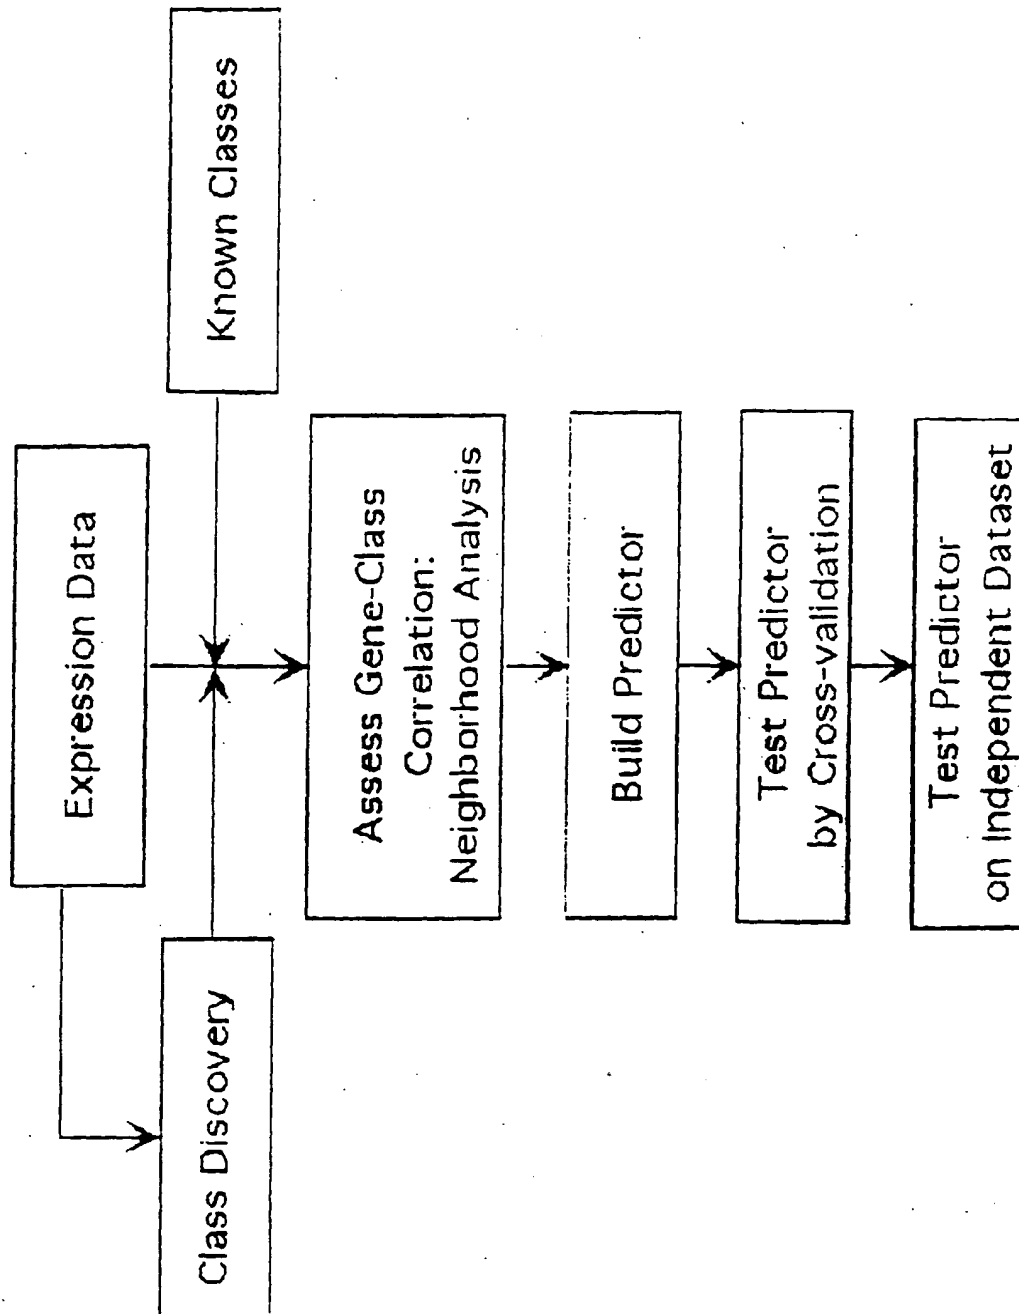 Expression Data
Class Discovery
Known Classes
Assess Gene-Class
Correlation:
Neighborhood Analysis
Build Predictor
Test Predictor
by Cross-validation
Test Predictor
on Independent Dataset